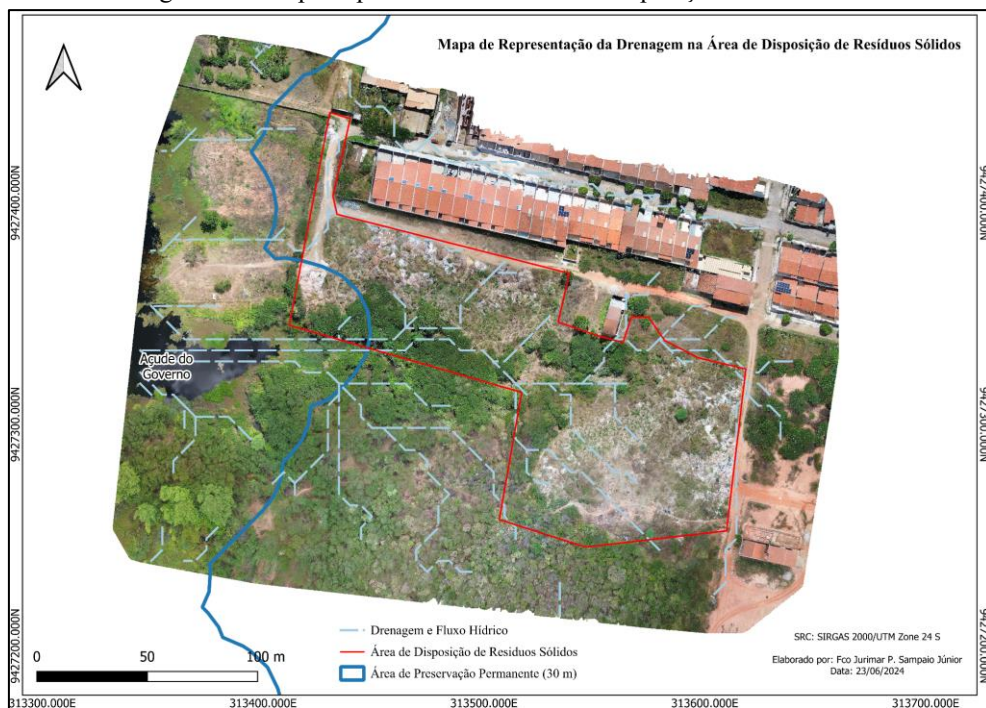 Mapa de Representação da Drenagem na Área de Disposição de Resíduos Sólidos
9427400.000N
9427400.000N
Açude do
Governo
9427300.000N
9427300.000N
Drenagem e Fluxo Hídrico
Área de Disposição de Resíduos Sólidos
Área de Preservação Permanente (30 m)
SRC: SIRGAS 2000/UTM Zone 24 S
Elaborado por: Fco Jurimar P. Sampaio Júnior
Data: 23/06/2024
0 50 100 m
9427200.000N
9427200.000N
313300.000E 313400.000E 313500.000E 313600.000E 313700.000E